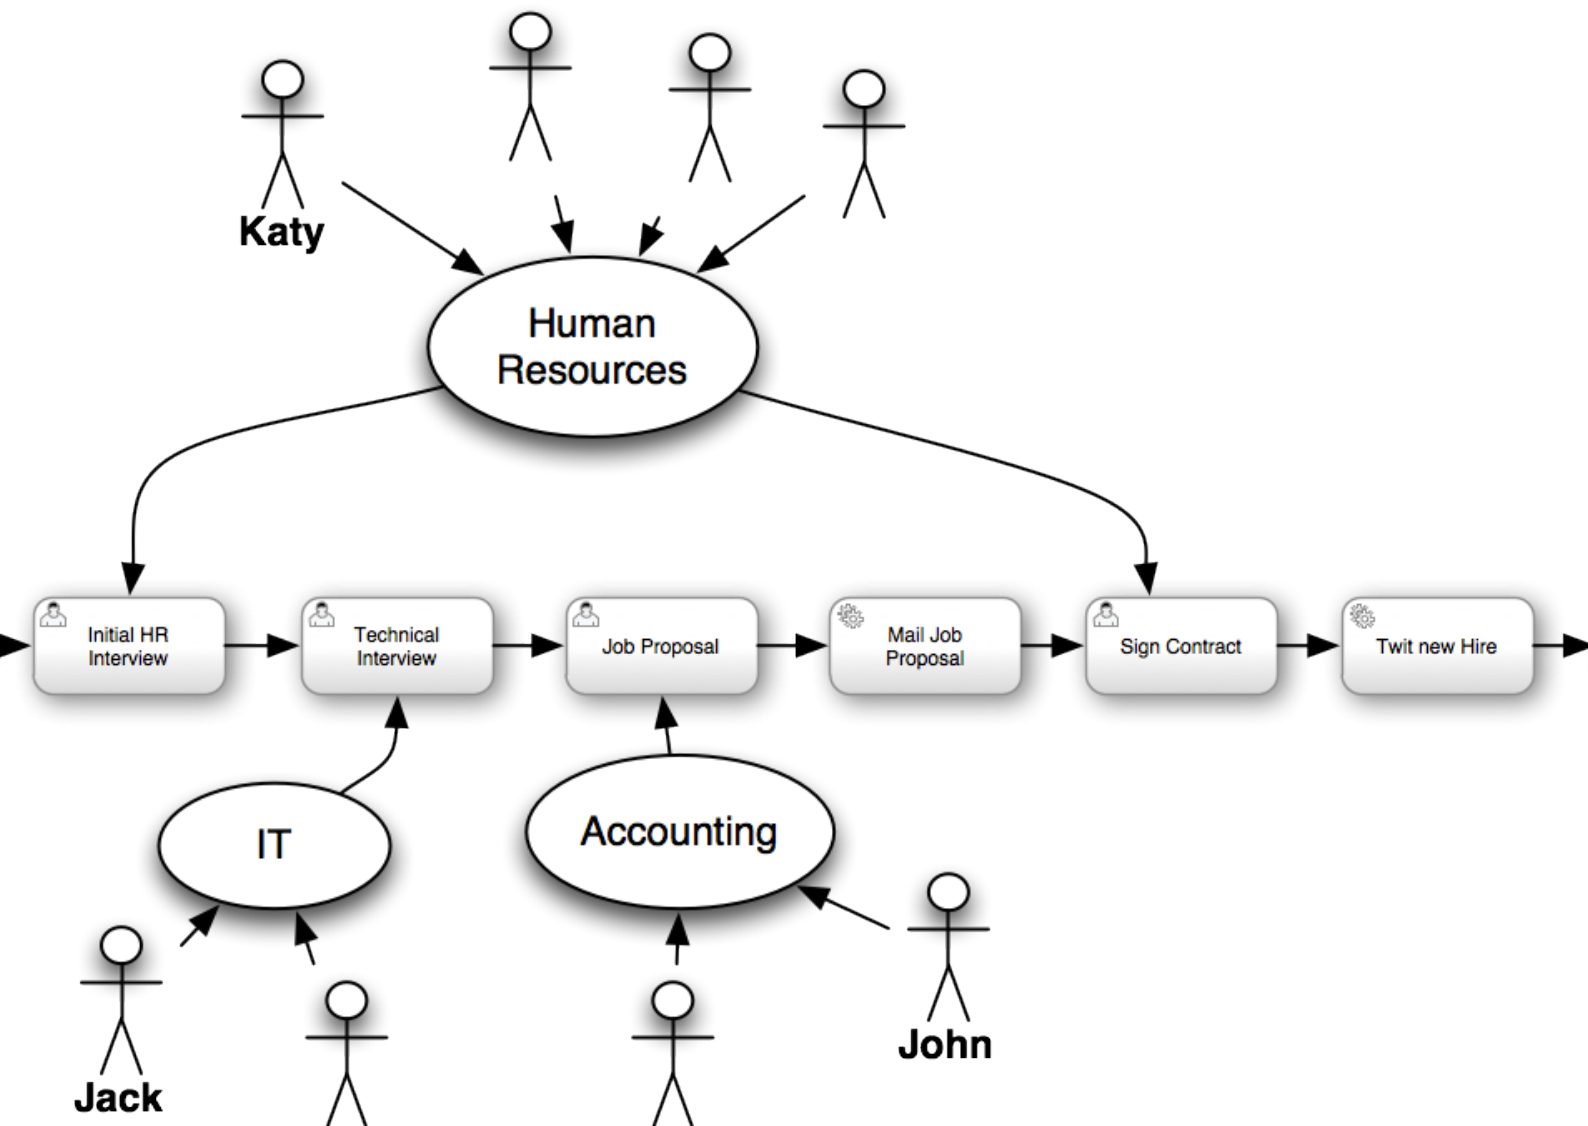 Katy
Human
Resources
Initial HR
Interview
Technical
Interview
Job Proposal
Mail Job
Proposal
Sign Contract
Twit new Hire
IT
Accounting
Jack
John